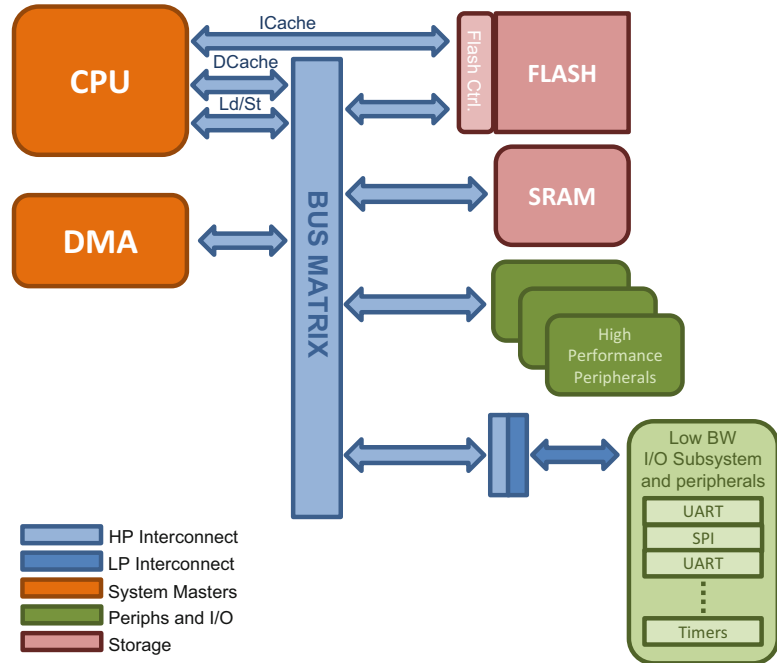 ICache
CPU
DCache
Ld/St
Flash Ctrl.
FLASH
DMA
BUS MATRIX
SRAM
High
Performance
Peripherals
Low BW
I/O Subsystem
and peripherals
UART
SPI
UART
Timers
HP Interconnect
LP Interconnect
System Masters
Periphs and I/O
Storage